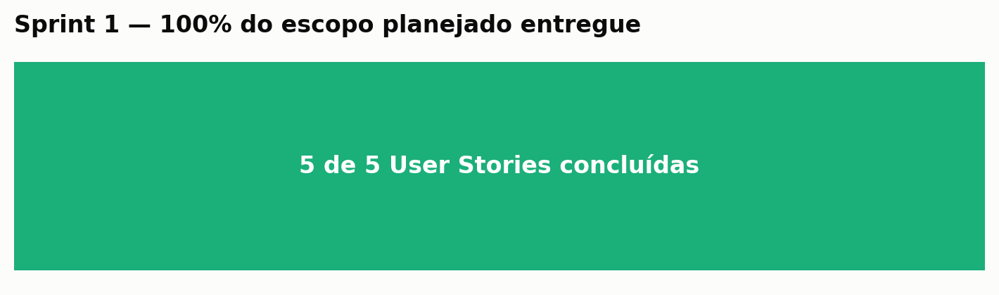 Sprint 1 — 100% do escopo planejado entregue
5 de 5 User Stories concluídas